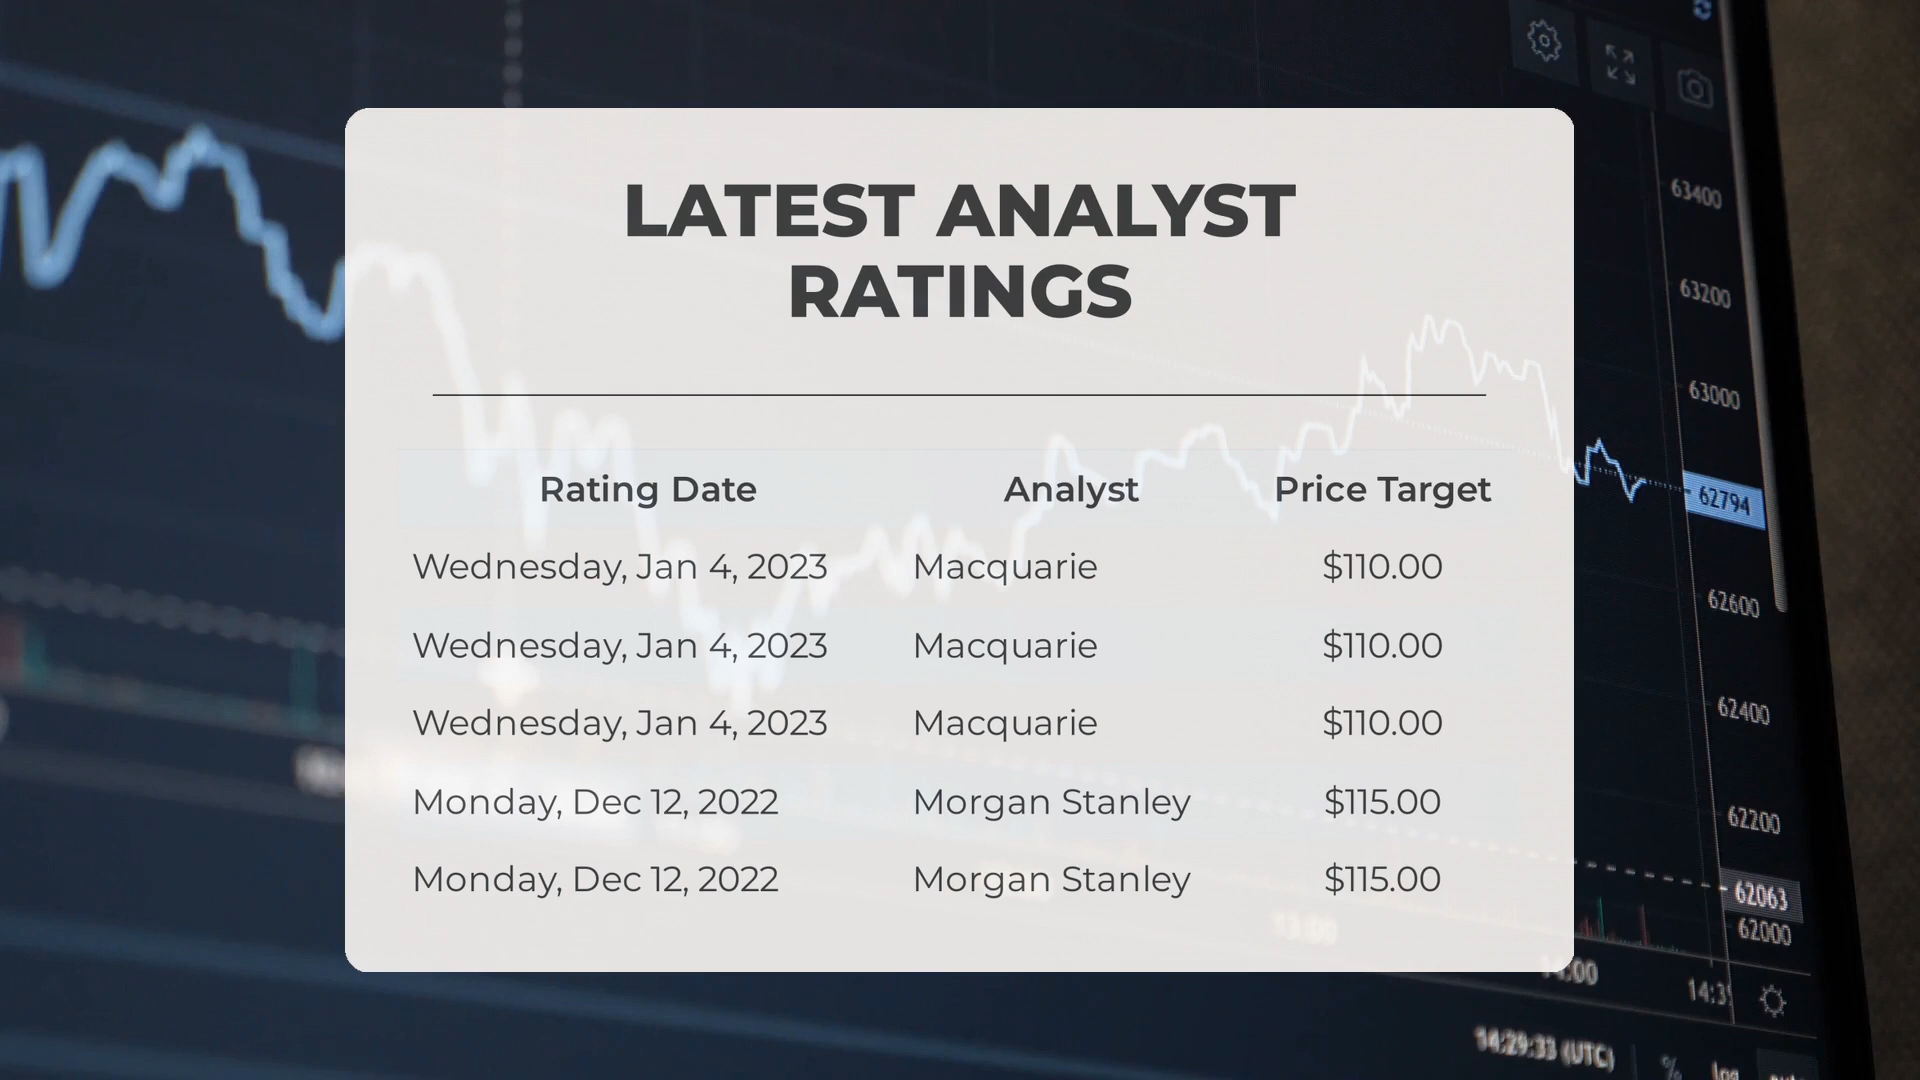 LATEST ANALYST
RATINGS
Rating Date Analyst Price Target
Wednesday, Jan 4, 2023 Macquarie $110.00
Wednesday, Jan 4, 2023 Macquarie $110.00
Wednesday, Jan 4, 2023 Macquarie $110.00
Monday, Dec 12, 2022 Morgan Stanley $115.00
Monday, Dec 12, 2022 Morgan Stanley $115.00
63400
63200
63000
62794
62600
62400
62200
62063
62000
14:29:33 (UTC)
%
log